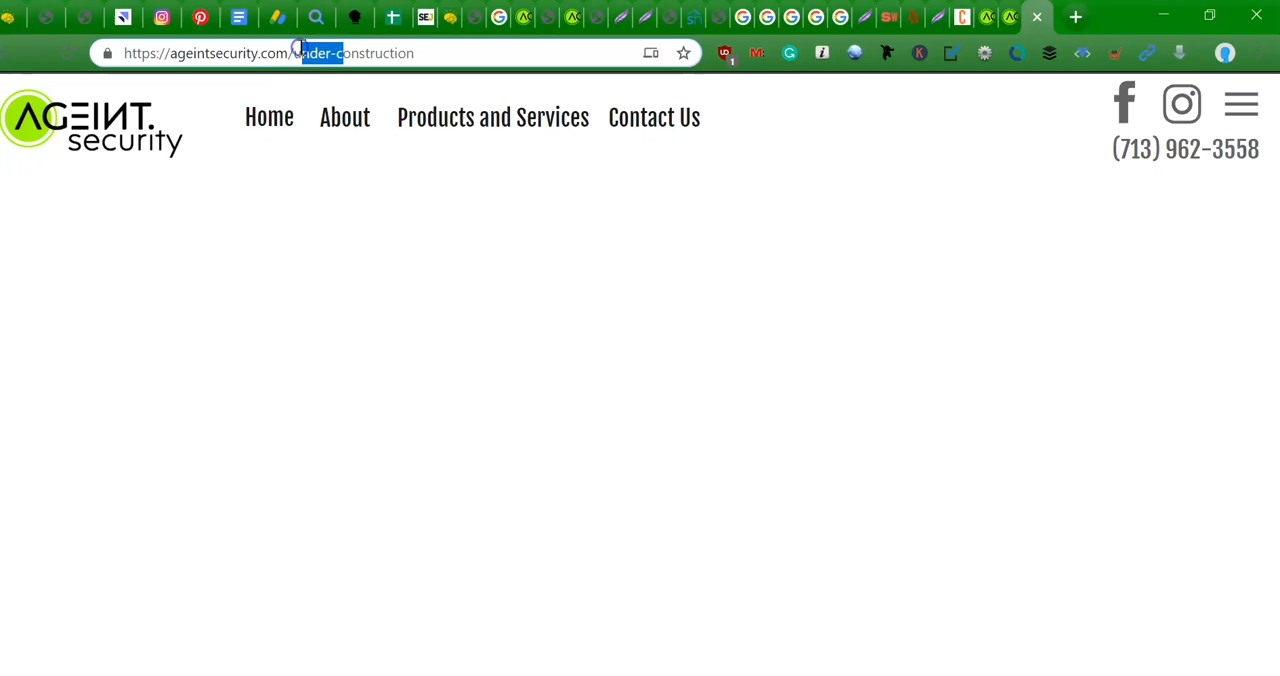 https://ageintsecurity.com/under-construction
AGEINT.
security
Home
About
Products and Services
Contact Us
(713) 962-3558